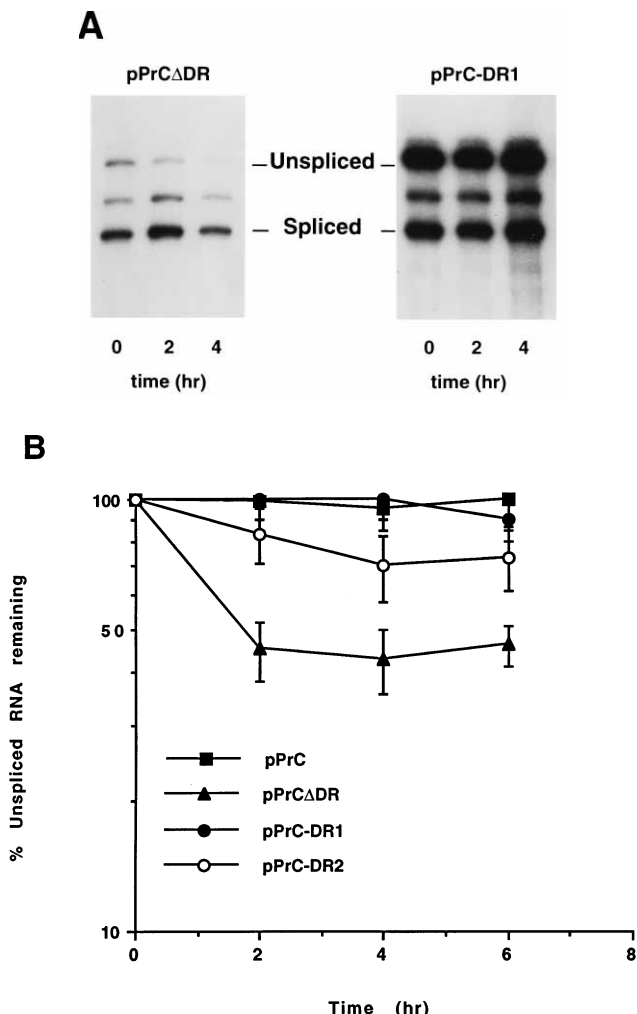 A
pPrCΔDR
pPrC-DR1
Unspliced
Spliced
0 2 4
0 2 4
time (hr)
time (hr)
B
% Unspliced RNA remaining
100
50
10
pPrC
pPrCΔDR
pPrC-DR1
pPrC-DR2
0 2 4 6 8
Time (hr)